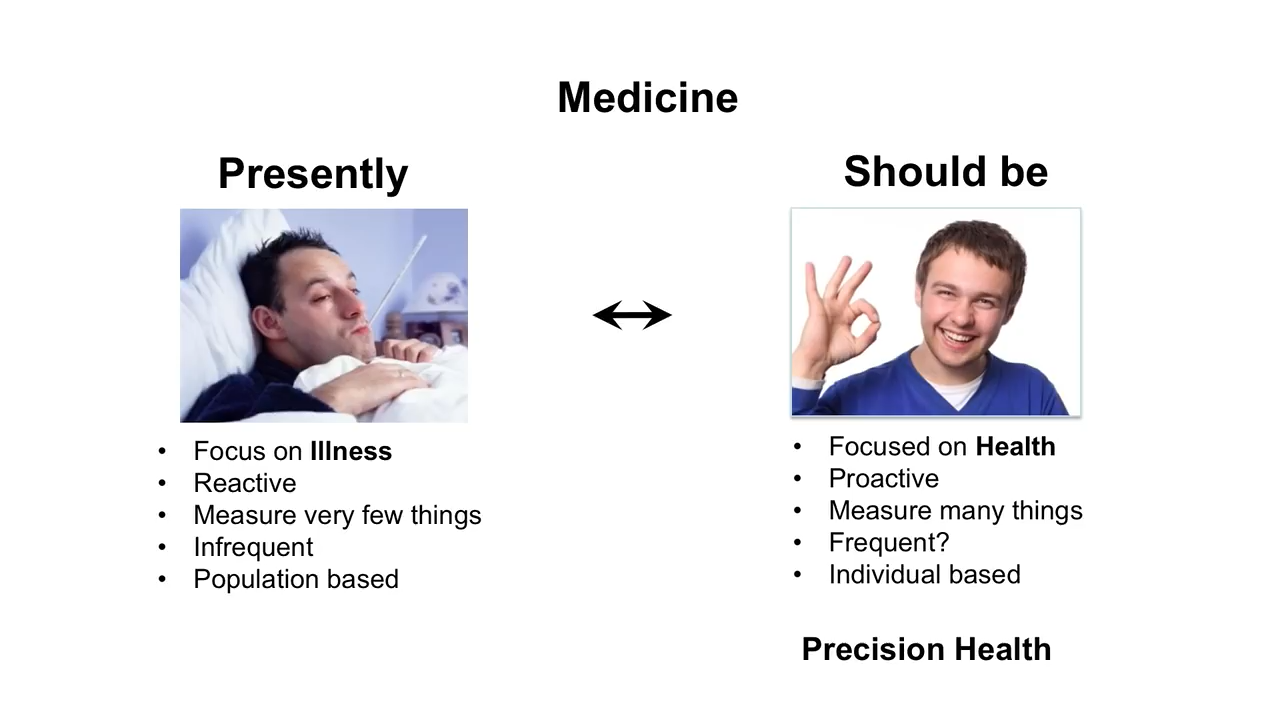 Medicine
Presently
• Focus on Illness
• Reactive
• Measure very few things
• Infrequent
• Population based
Should be
• Focused on Health
• Proactive
• Measure many things
• Frequent?
• Individual based
Precision Health